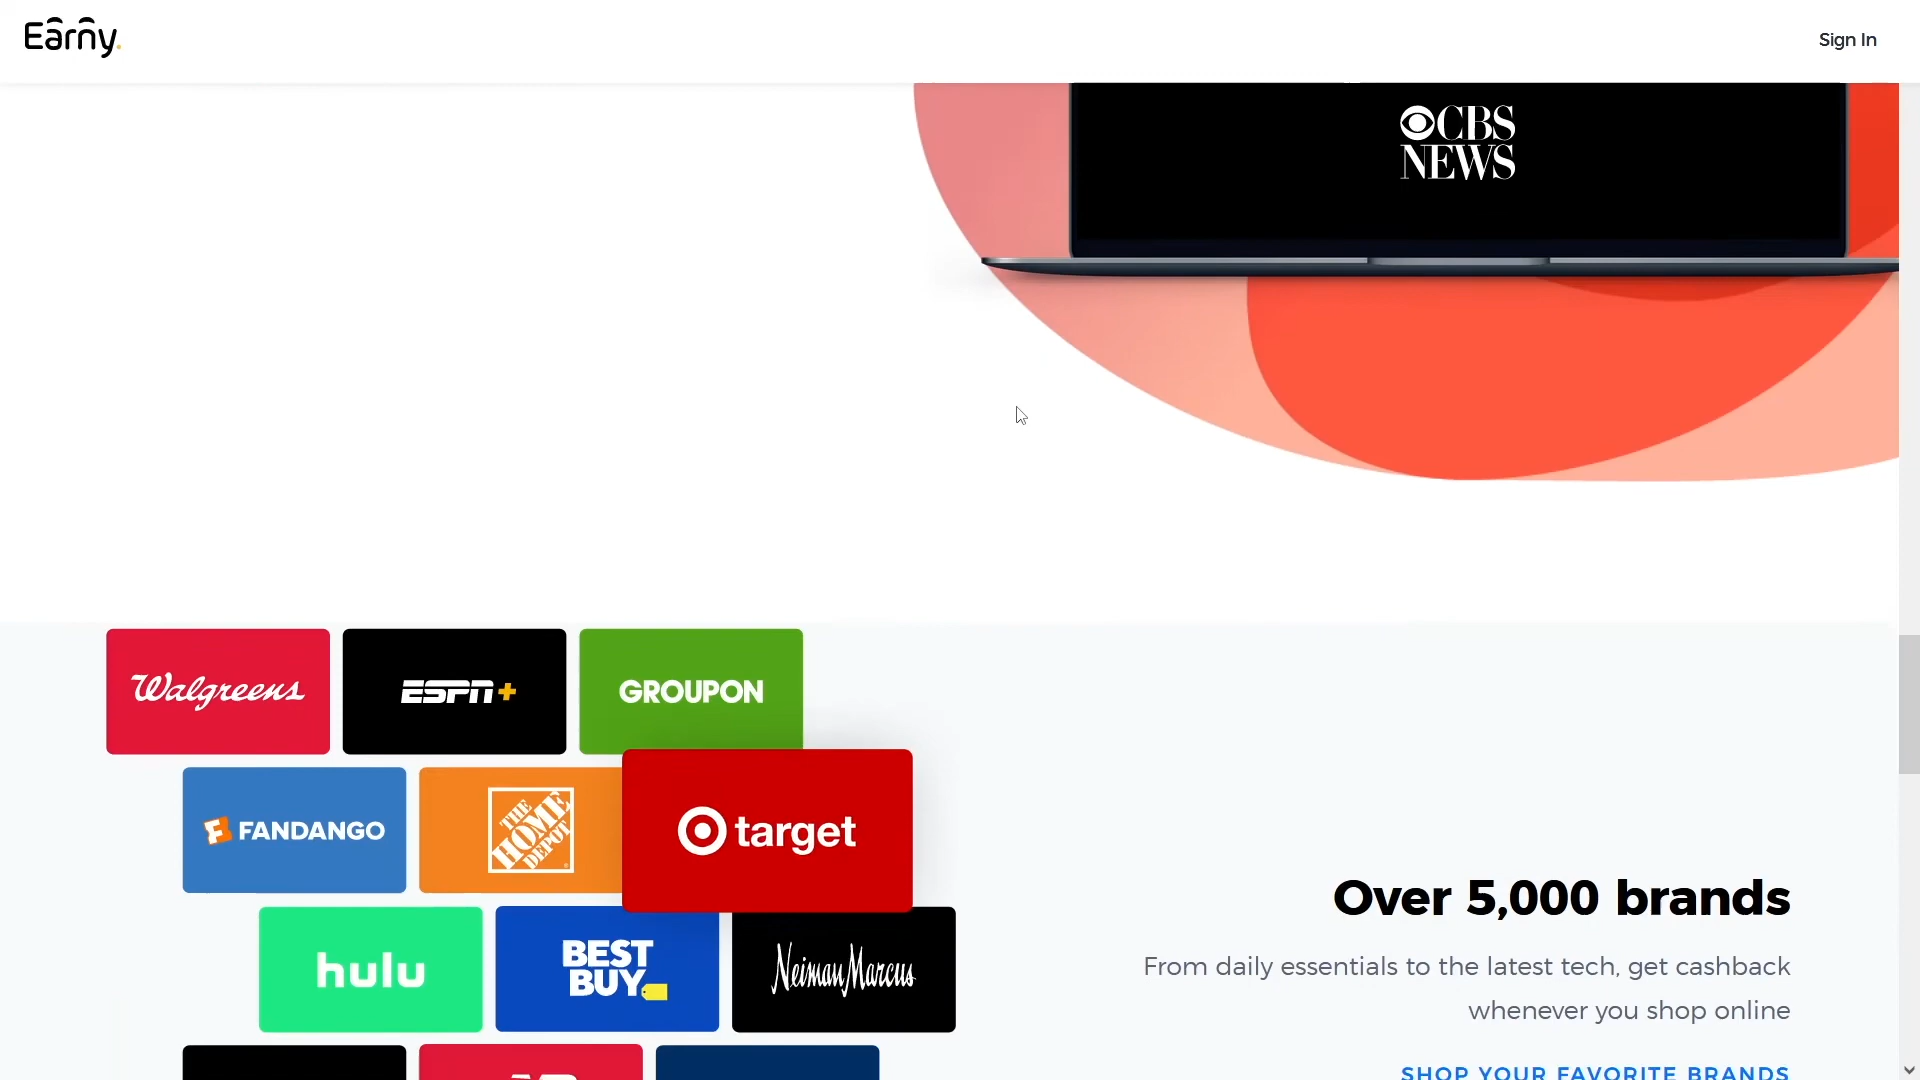 Earny.
Sign In
CBS
NEWS
Walgreens
ESPN+
GROUPON
FANDANGO
THE
HOME
DEPOT
target
hulu
BEST
BUY
Neiman Marcus
Over 5,000 brands
From daily essentials to the latest tech, get cashback
whenever you shop online
SHOP YOUR FAVORITE BRANDS